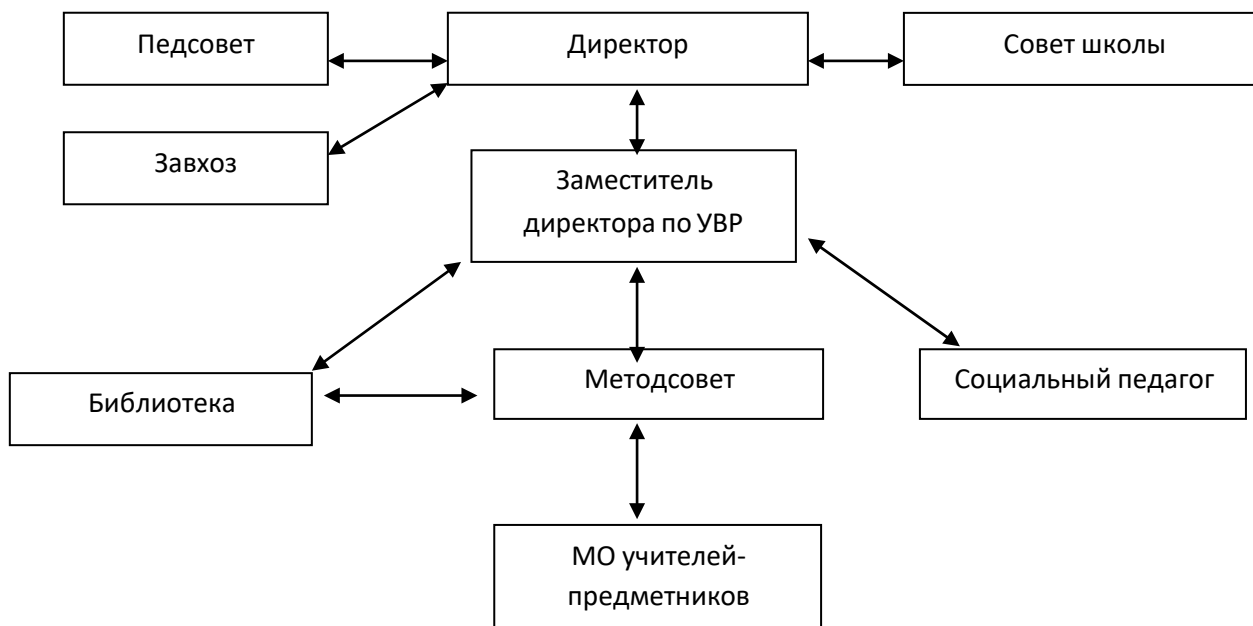 Педсовет
Директор
Совет школы
Завхоз
Заместитель
директора по УВР
Библиотека
Методсовет
Социальный педагог
МО учителей-
предметников